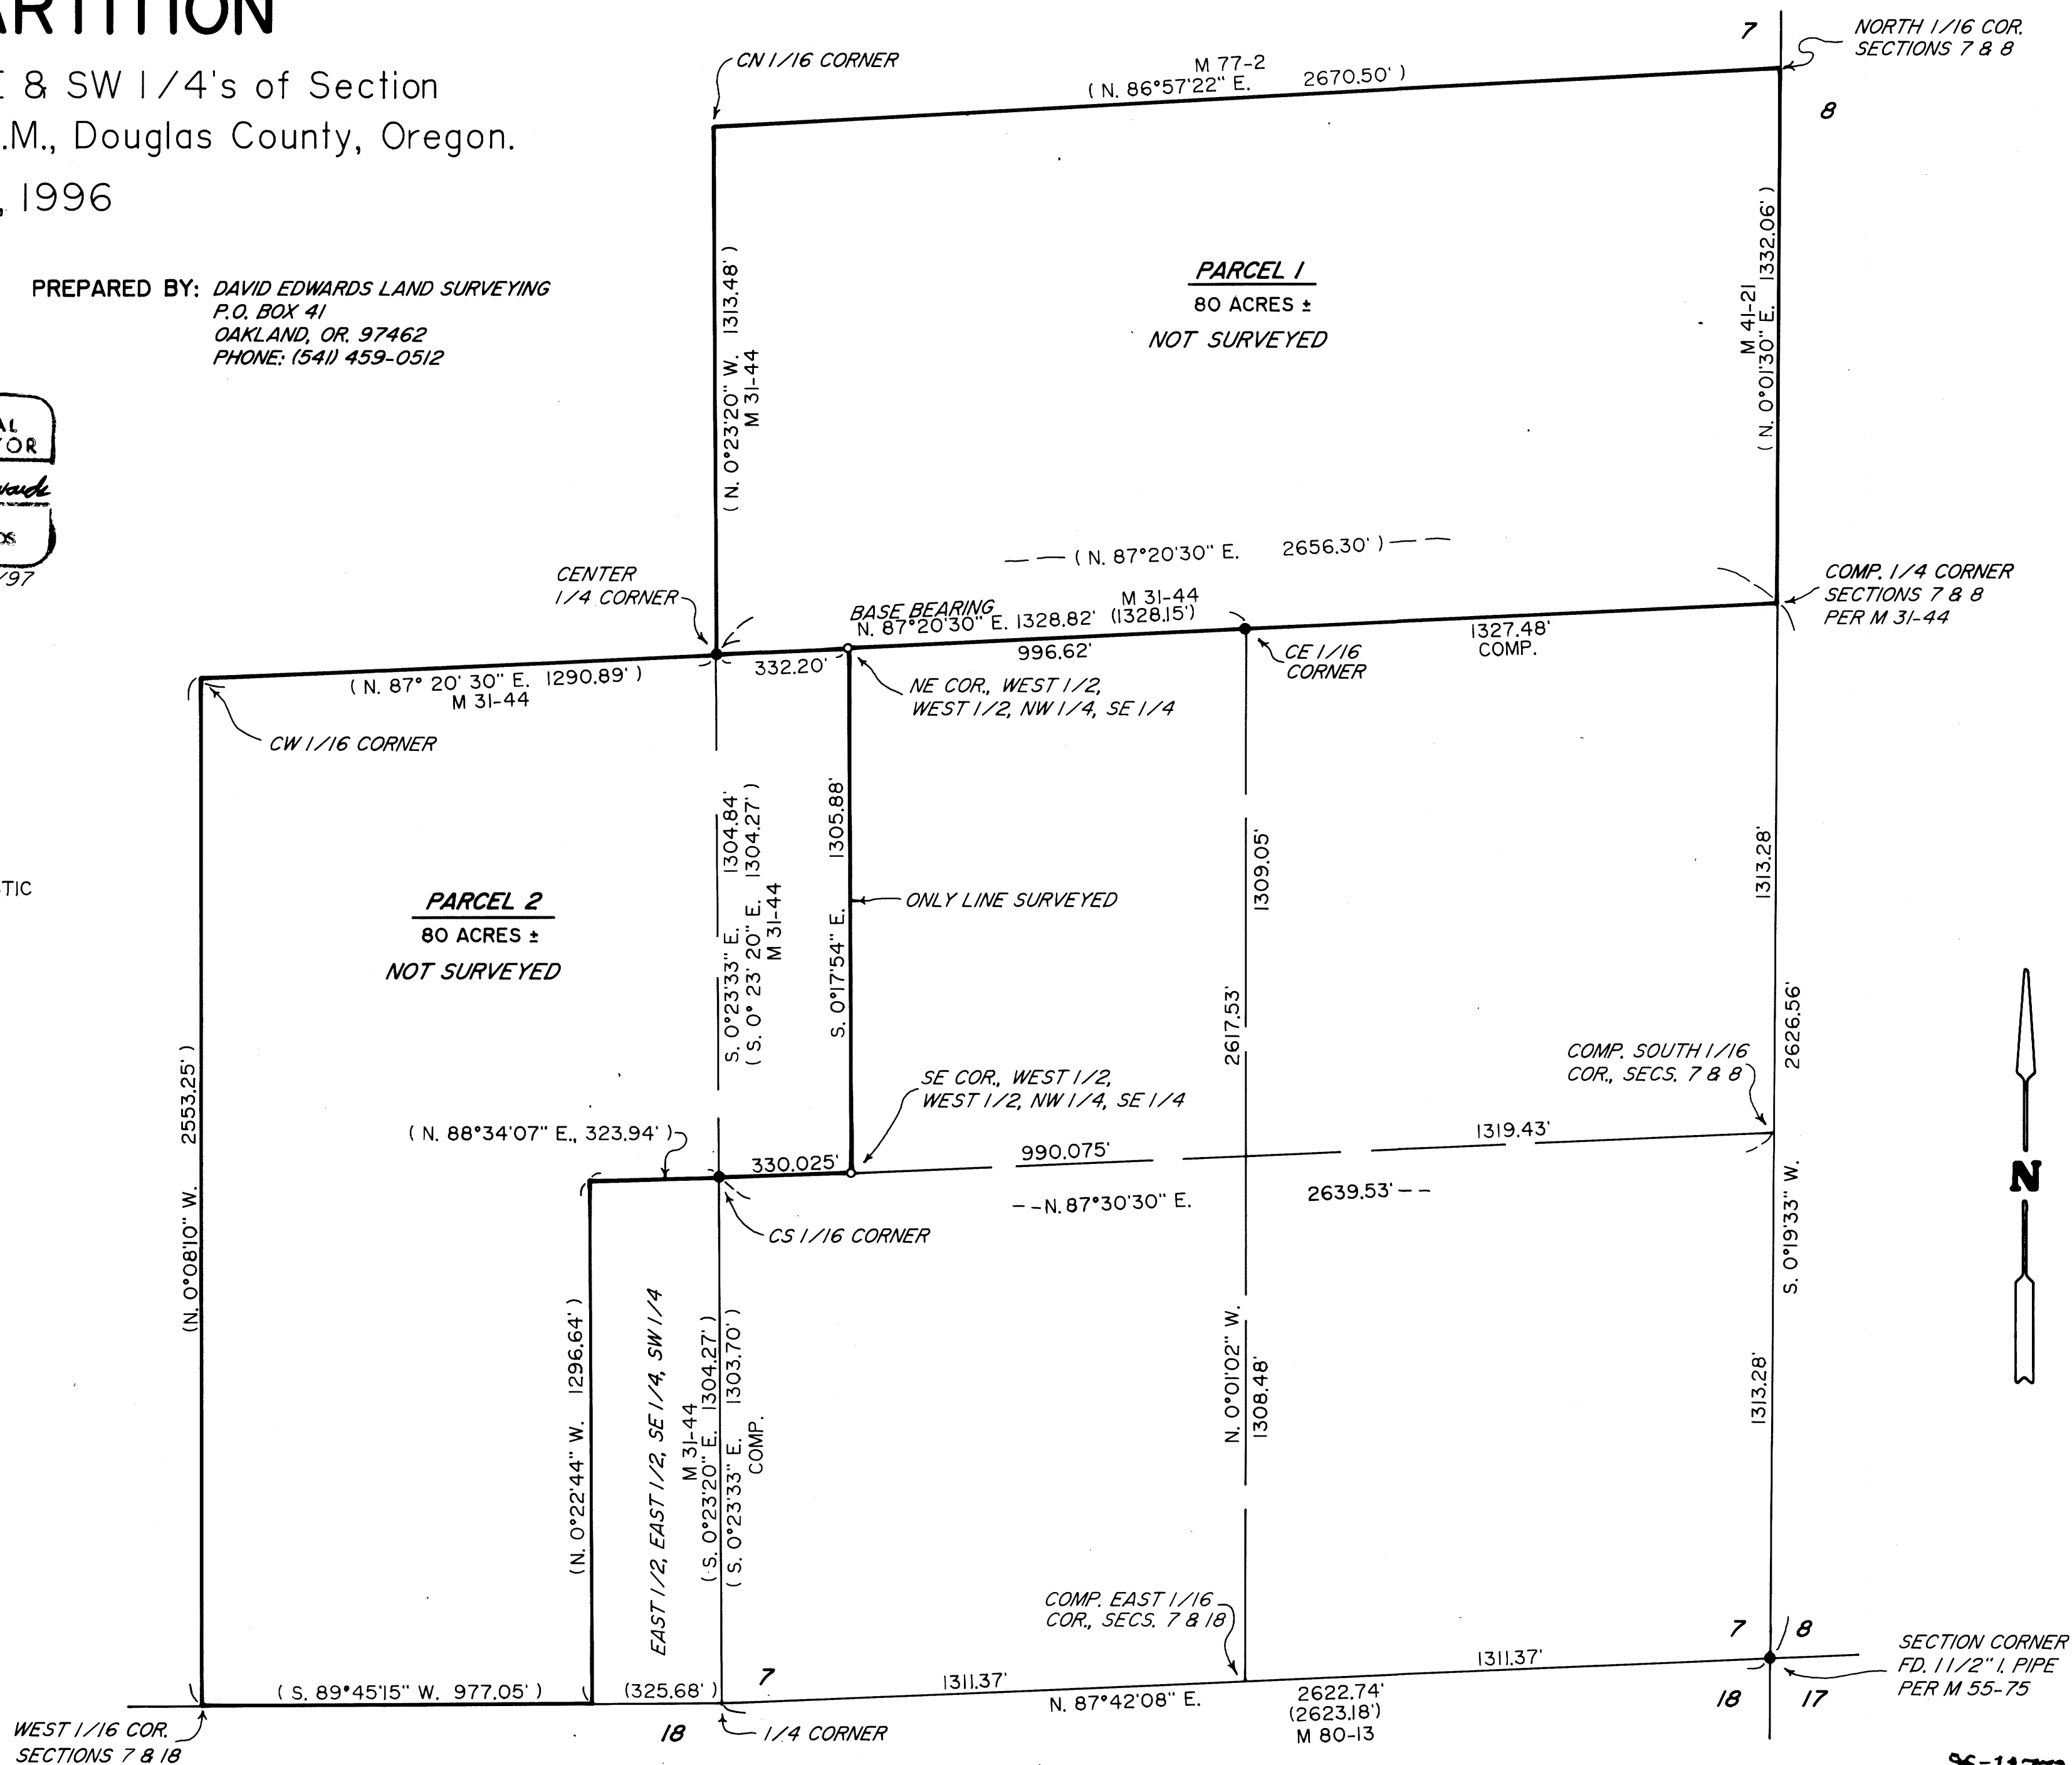 & SW 1/4's of Section
Douglas County, Oregon.
1996
PREPARED BY: DAVID EDWARDS LAND SURVEYING
P.O. BOX 41
OAKLAND, OR. 97462
PHONE: (541) 459-0512
CN 1/16 CORNER
M 77-2
( N. 86°57'22" E. 2670.50' )
7
NORTH 1/16 COR.
SECTIONS 7 & 8
8
( N. 0°23'20" W. 1313.48' )
M 31-44
PARCEL 1
80 ACRES ±
NOT SURVEYED
M 41-21
( N. 0°01'30" E. 1332.06' )
— — ( N. 87°20'30" E. 2656.30' ) — —
CENTER
1/4 CORNER
BASE BEARING
N. 87°20'30" E. 1328.82' (1328.15')
M 31-44
COMP. 1/4 CORNER
SECTIONS 7 & 8
PER M 31-44
332.20'
996.62'
CE 1/16
CORNER
1327.48'
COMP.
( N. 87° 20' 30" E. 1290.89' )
M 31-44
NE COR., WEST 1/2,
WEST 1/2, NW 1/4, SE 1/4
CW 1/16 CORNER
S. 0°23'33" E. 1304.84'
( S. 0° 23' 20" E. 1304.27' )
M 31-44
S. 0°17'54" E. 1305.88'
ONLY LINE SURVEYED
1309.05'
1313.28'
PARCEL 2
80 ACRES ±
NOT SURVEYED
(N. 0°08'10" W. 2553.25' )
2617.53'
2626.56'
COMP. SOUTH 1/16
COR., SECS. 7 & 8
SE COR., WEST 1/2,
WEST 1/2, NW 1/4, SE 1/4
( N. 88°34'07" E., 323.94' )
330.025'
990.075'
1319.43'
- - N. 87°30'30" E. 2639.53' - -
CS 1/16 CORNER
N
S. 0°19'33" W.
(N. 0°22'44" W. 1296.64' )
EAST 1/2, EAST 1/2, SE 1/4, SW 1/4
M 31-44
( S. 0°23'20" E. 1304.27' )
( S. 0°23'33" E. 1303.70' )
COMP.
N. 0°01'02" W.
1308.48'
1313.28'
COMP. EAST 1/16
COR., SECS. 7 & 18
7 8
SECTION CORNER
FD. 1 1/2" I. PIPE
PER M 55-75
( S. 89°45'15" W. 977.05' )
(325.68' )
7
1311.37'
1311.37'
N. 87°42'08" E. 2622.74'
(2623.18')
M 80-13
18 17
WEST 1/16 COR.
SECTIONS 7 & 18
18
1/4 CORNER